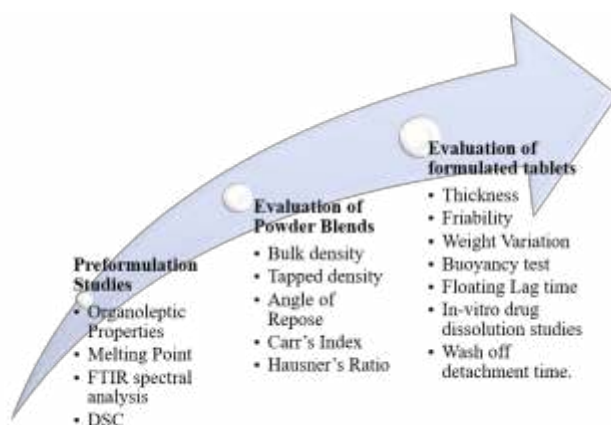 Preformulation
Studies
• Organoleptic
Properties
• Melting Point
• FTIR spectral
analysis
• DSC
Evaluation of
Powder Blends
• Bulk density
• Tapped density
• Angle of
Repose
• Carr's Index
• Hausner's Ratio
Evaluation of
formulated tablets
• Thickness
• Friability
• Weight Variation
• Buoyancy test
• Floating Lag time
• In-vitro drug
dissolution studies
• Wash off
detachment time.